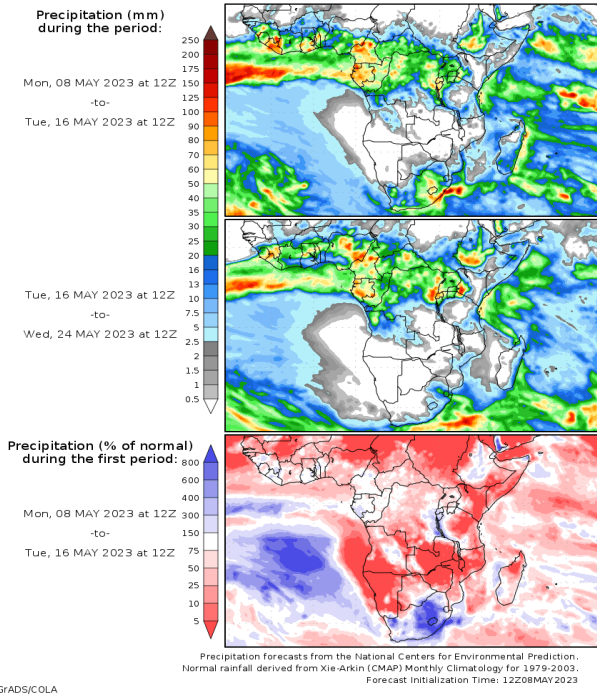 Precipitation (mm)
during the period:
250
200
175
150
125
100
90
80
70
60
50
40
35
30
25
20
16
13
10
7.5
5
2.5
2
1.5
1
0.5
Mon, 08 MAY 2023 at 12Z
-to-
Tue, 16 MAY 2023 at 12Z
Tue, 16 MAY 2023 at 12Z
-to-
Wed, 24 MAY 2023 at 12Z
Precipitation (% of normal)
during the first period:
800
600
400
300
150
75
50
25
10
5
Mon, 08 MAY 2023 at 12Z
-to-
Tue, 16 MAY 2023 at 12Z
Precipitation forecasts from the National Centers for Environmental Prediction.
Normal rainfall derived from Xie-Arkin (CMAP) Monthly Climatology for 1979-2003.
Forecast Initialization Time: 12Z08MAY2023
GrADS/COLA